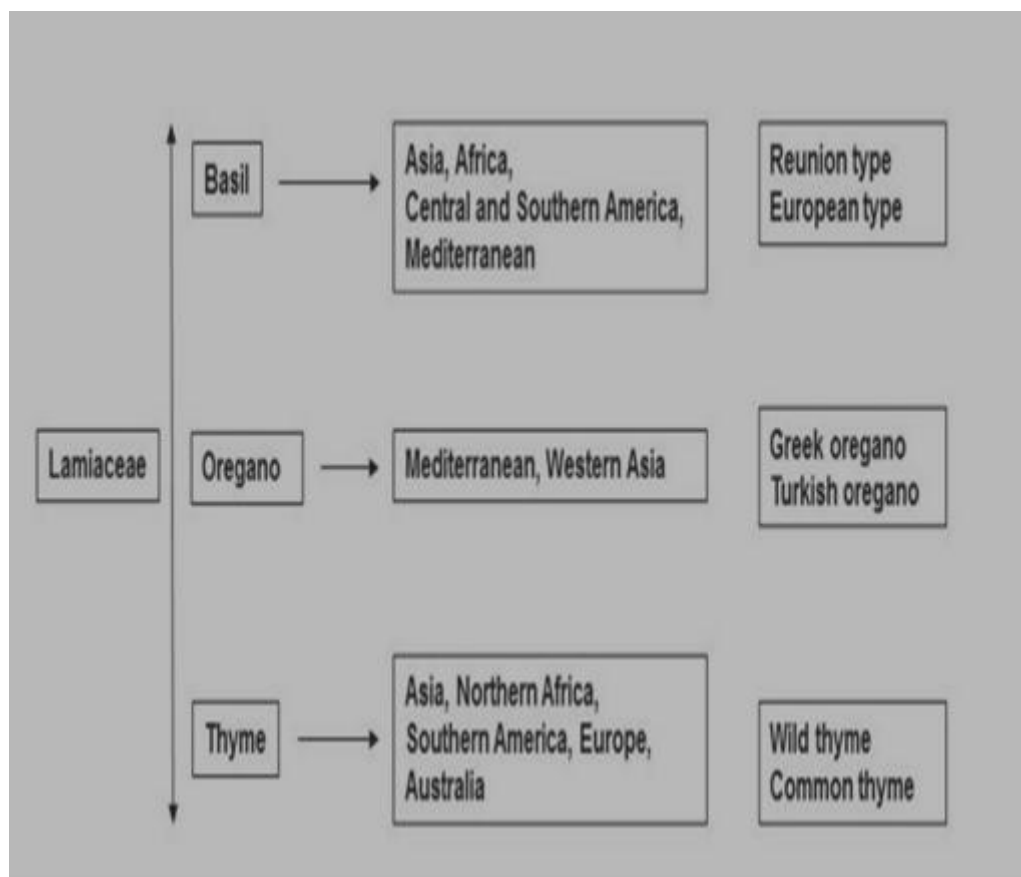 Basil
Asia, Africa,
Central and Southern America,
Mediterranean
Reunion type
European type
Lamiaceae
Oregano
Mediterranean, Western Asia
Greek oregano
Turkish oregano
Thyme
Asia, Northern Africa,
Southern America, Europe,
Australia
Wild thyme
Common thyme